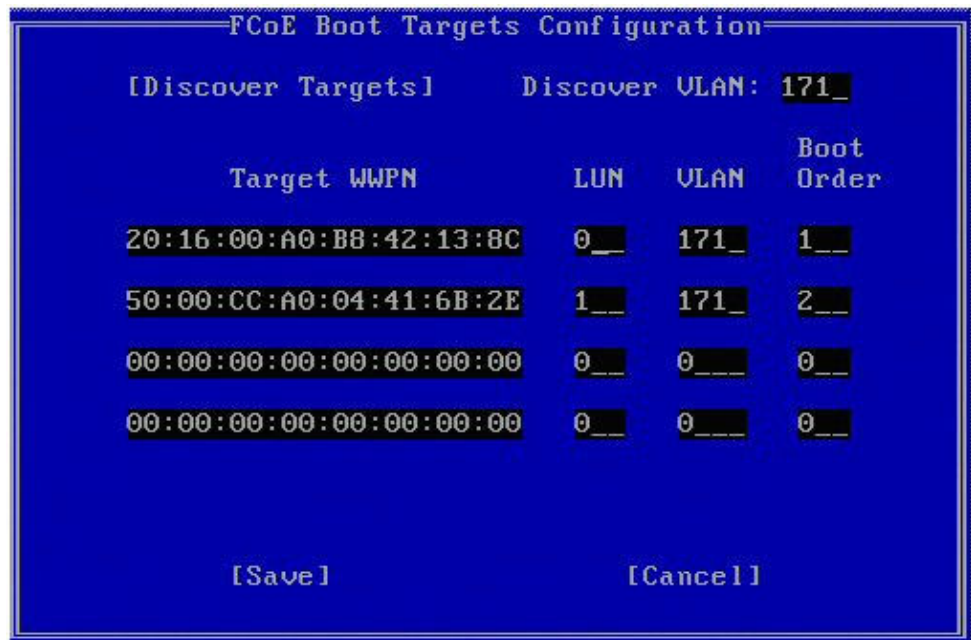 FCoE Boot Targets Configuration
[Discover Targets] Discover VLAN: 171_
Boot
Target WWPN LUN VLAN Order
20:16:00:A0:B8:42:13:8C 0__ 171_ 1__
50:00:CC:A0:04:41:6B:2E 1__ 171_ 2__
00:00:00:00:00:00:00:00 0__ 0___ 0__
00:00:00:00:00:00:00:00 0__ 0___ 0__
[Save] [Cancel]